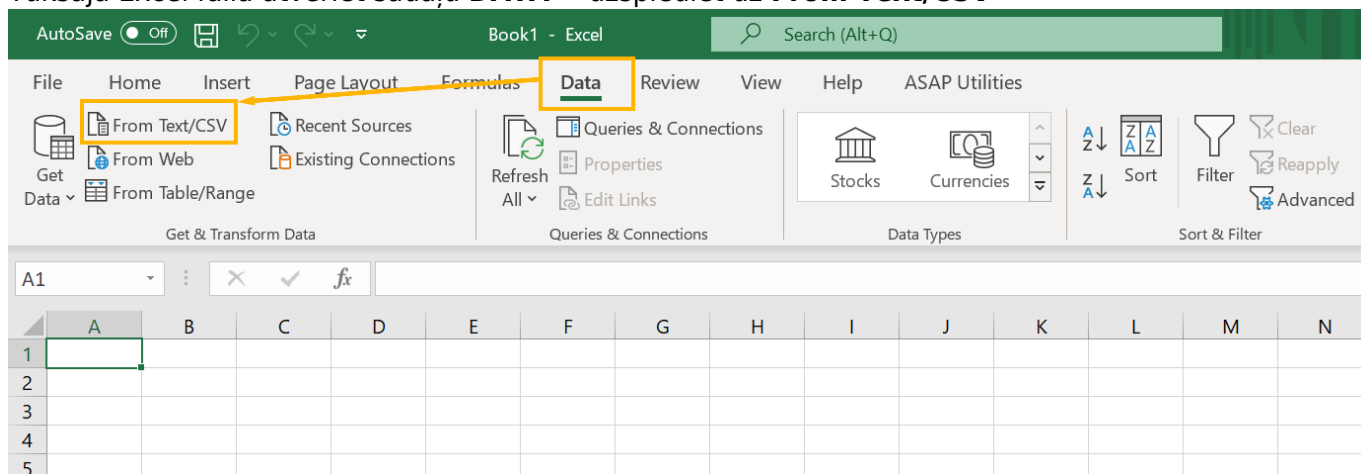 AutoSave Off Book1 - Excel Search (Alt+Q)
File Home Insert Page Layout Formulas Data Review View Help ASAP Utilities
Get Data
From Text/CSV
From Web
From Table/Range
Recent Sources
Existing Connections
Get & Transform Data
Refresh All
Queries & Connections
Properties
Edit Links
Queries & Connections
Stocks Currencies
Data Types
Sort
Filter
Clear
Reapply
Advanced
Sort & Filter
A1 fx
A B C D E F G H I J K L M N
1
2
3
4
5